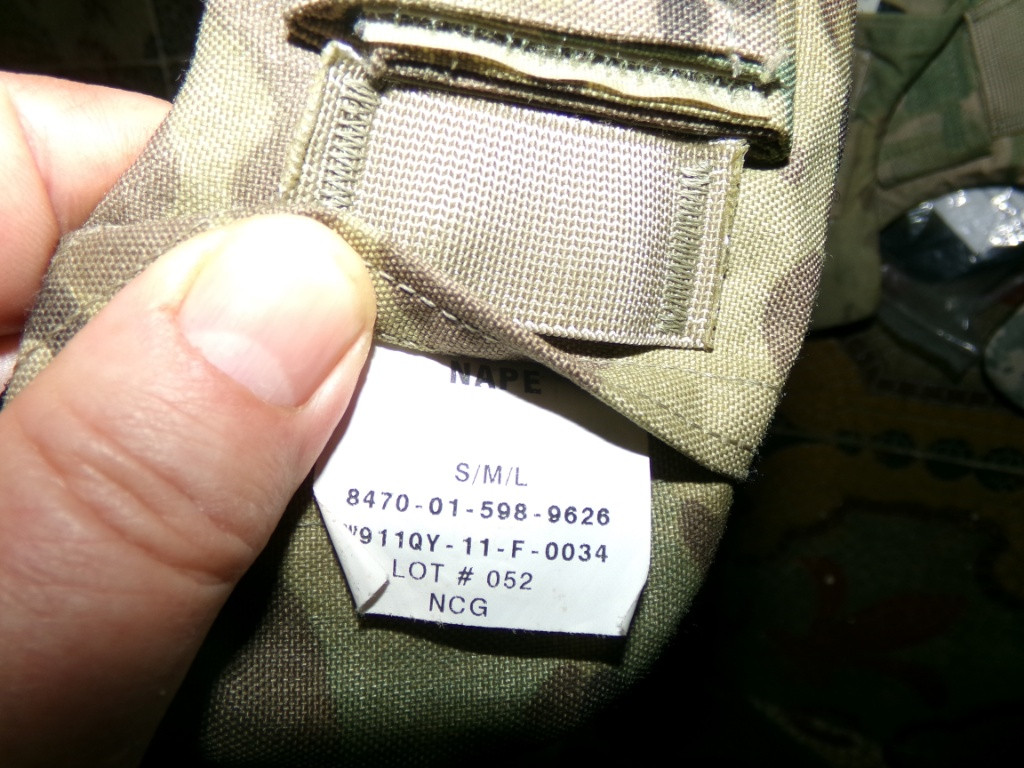 NAPE
S/M/L
8470-01-598-9626
W911QY-11-F-0034
LOT # 052
NCG